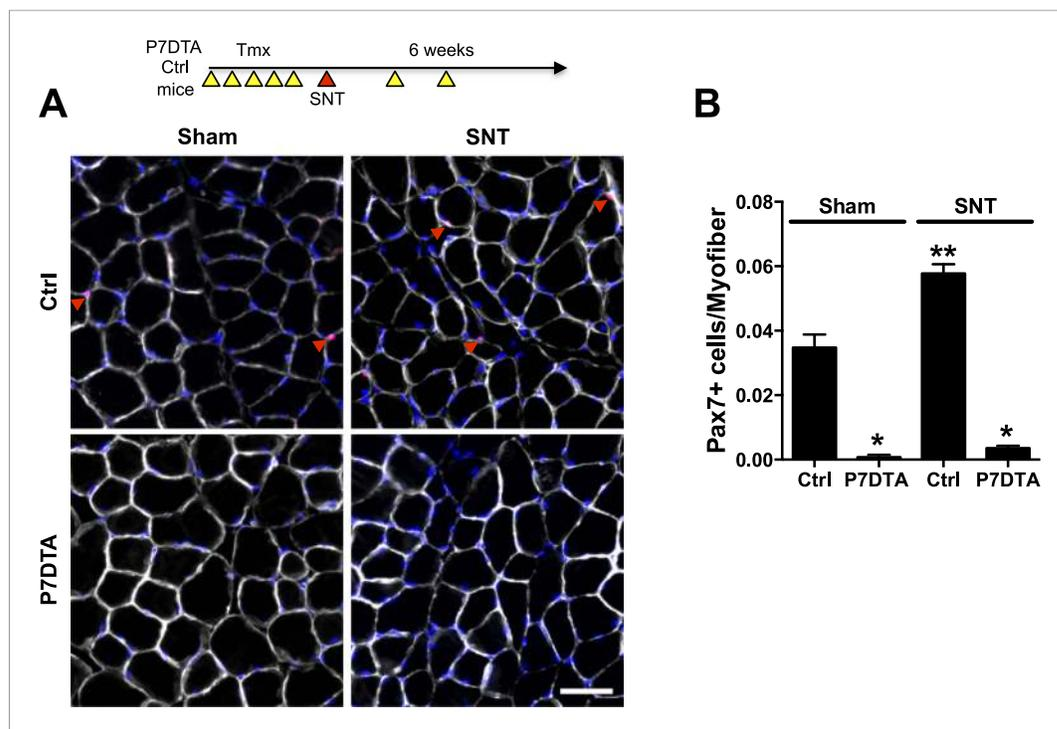 P7DTA
Ctrl
mice
Tmx
6 weeks
SNT
A
Sham
SNT
Ctrl
P7DTA
B
Pax7+ cells/Myofiber
0.08
0.06
0.04
0.02
0.00
Sham
SNT
*
**
*
Ctrl P7DTA Ctrl P7DTA